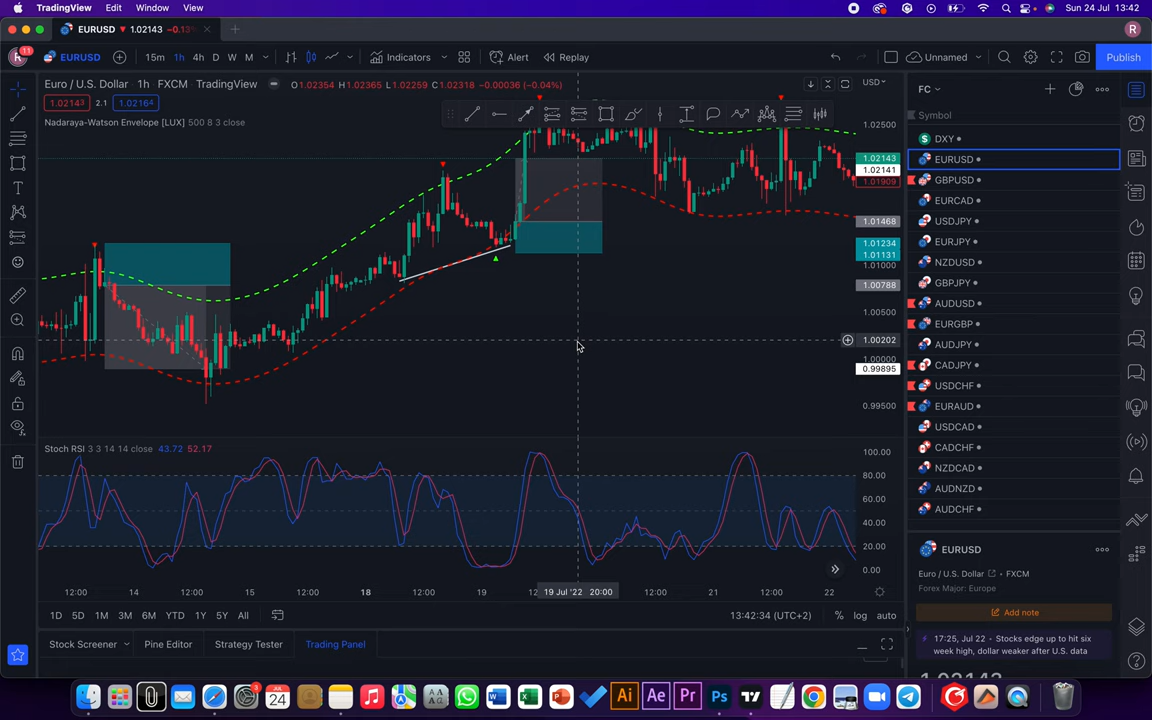 TradingView Edit Window View
Sun 24 Jul 13:42
EURUSD ▼ 1.02143 −0.13%
R
R 11
EURUSD 15m 1h 4h D W M Indicators Alert Replay Unnamed Publish
Euro / U.S. Dollar · 1h · FXCM · TradingView O1.02354 H1.02365 L1.02259 C1.02318 −0.00036 (−0.04%)
USD
1.02143 2.1 1.02164
Nadaraya-Watson Envelope [LUX] 500 8 3 close
1.02500
1.02143
1.02141
1.01909
1.01468
1.01234
1.01131
1.01000
1.00788
1.00500
1.00202
1.00000
0.99895
0.99500
Stoch RSI 3 3 14 14 close 43.72 52.17
100.00
80.00
60.00
40.00
20.00
0.00
12:00 14 12:00 15 12:00 18 12:00 19 12:0 19 Jul '22 20:00 12:00 21 12:00 22
1D 5D 1M 3M 6M YTD 1Y 5Y All
13:42:34 (UTC+2) % log auto
Stock Screener Pine Editor Strategy Tester Trading Panel
FC
Symbol
DXY
EURUSD
GBPUSD
EURCAD
USDJPY
EURJPY
NZDUSD
GBPJPY
AUDUSD
EURGBP
AUDJPY
CADJPY
USDCHF
EURAUD
USDCAD
CADCHF
NZDCAD
AUDNZD
AUDCHF
EURUSD
Euro / U.S. Dollar · FXCM
Forex Major: Europe
Add note
17:25, Jul 22 · Stocks edge up to hit six
week high, dollar weaker after U.S. data